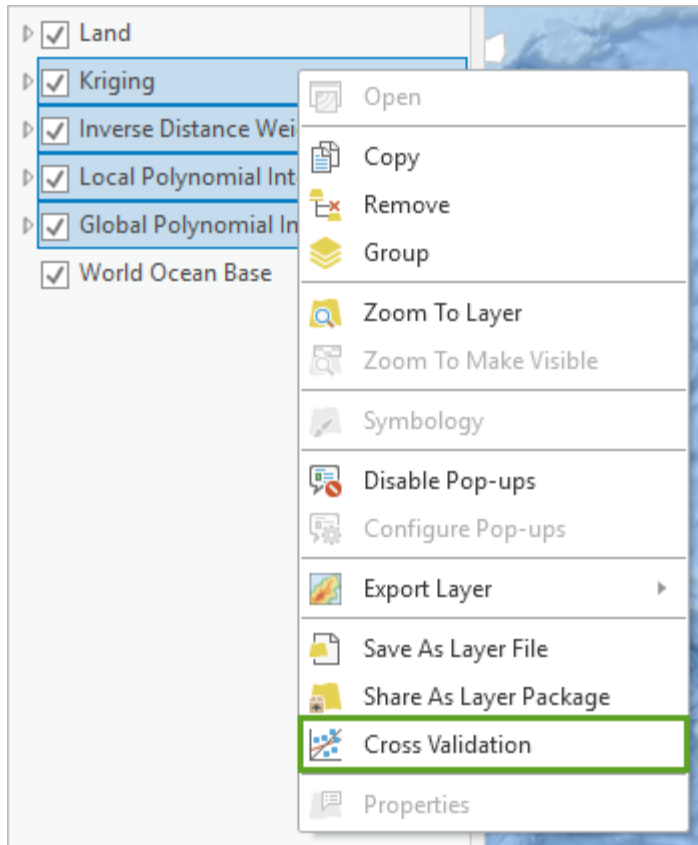 Land
Kriging
Inverse Distance Wei
Local Polynomial Int
Global Polynomial In
World Ocean Base
Open
Copy
Remove
Group
Zoom To Layer
Zoom To Make Visible
Symbology
Disable Pop-ups
Configure Pop-ups
Export Layer
Save As Layer File
Share As Layer Package
Cross Validation
Properties